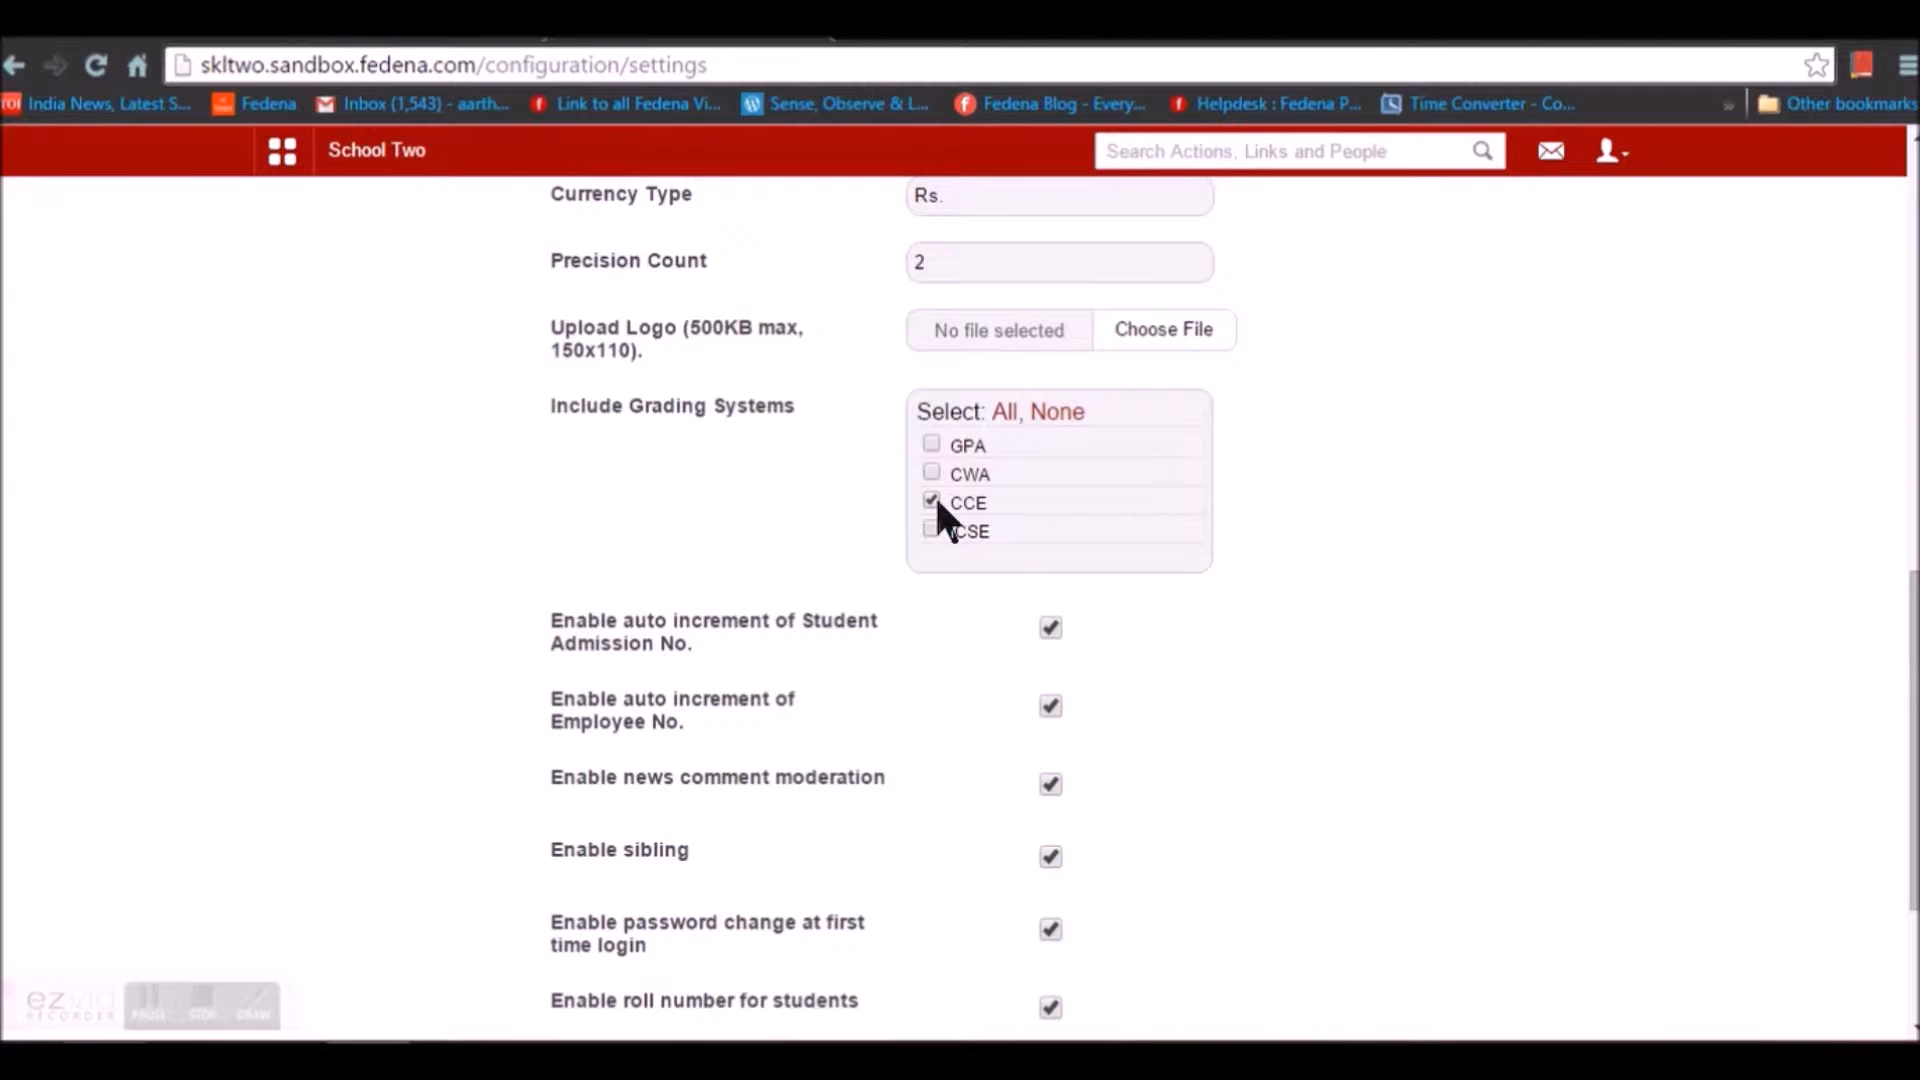 skltwo.sandbox.fedena.com/configuration/settings
India News, Latest S...
Fedena
Inbox (1,543) - aarth...
Link to all Fedena Vi...
Sense, Observe & L...
Fedena Blog - Every...
Helpdesk : Fedena P...
Time Converter - Co...
»
Other bookmarks
School Two
Search Actions, Links and People
Currency Type
Rs.
Precision Count
2
Upload Logo (500KB max,
150x110).
No file selected
Choose File
Include Grading Systems
Select: All, None
GPA
CWA
CCE
CSE
Enable auto increment of Student
Admission No.
Enable auto increment of
Employee No.
Enable news comment moderation
Enable sibling
Enable password change at first
time login
Enable roll number for students
ezvid
RECORDER
PAUSE
STOP
DRAW